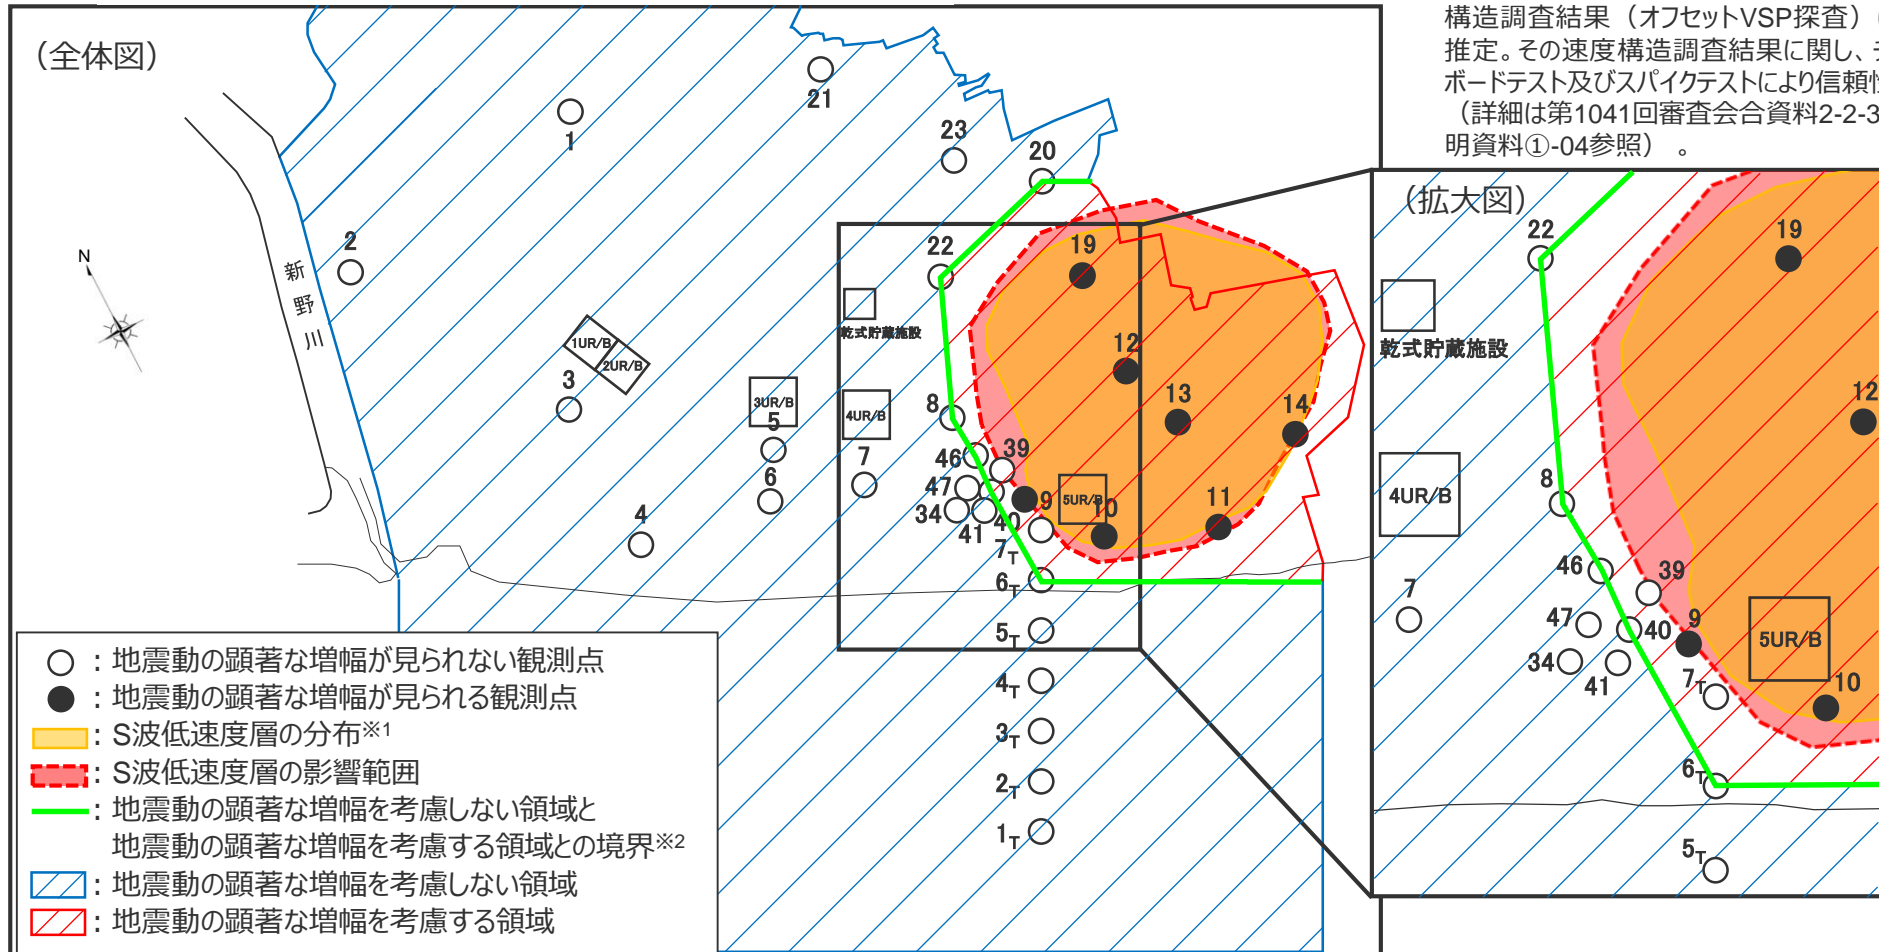 構造調査結果（オフセットVSP探査）
推定。その速度構造調査結果に関し、
ボードテスト及びスパイクテストにより信頼性
（詳細は第1041回審査会合資料2-2-3
明資料①-04参照）。
（全体図）
21
1
23
20
2
N
新野川
22
19
乾式貯蔵施設
1UR/B
2UR/B
12
3
3UR/B
4UR/B
8
13
14
5
46
39
6
7
47
5UR/B
9
34
41
40
10
11
4
7T
6T
5T
4T
3T
2T
1T
○：地震動の顕著な増幅が見られない観測点
●：地震動の顕著な増幅が見られる観測点
：S波低速度層の分布※1
：S波低速度層の影響範囲
：地震動の顕著な増幅を考慮しない領域と
地震動の顕著な増幅を考慮する領域との境界※2
：地震動の顕著な増幅を考慮しない領域
：地震動の顕著な増幅を考慮する領域
（拡大図）
22
19
乾式貯蔵施設
12
4UR/B
8
46
39
7
47
40
9
5UR/B
34
41
7T
10
6T
5T